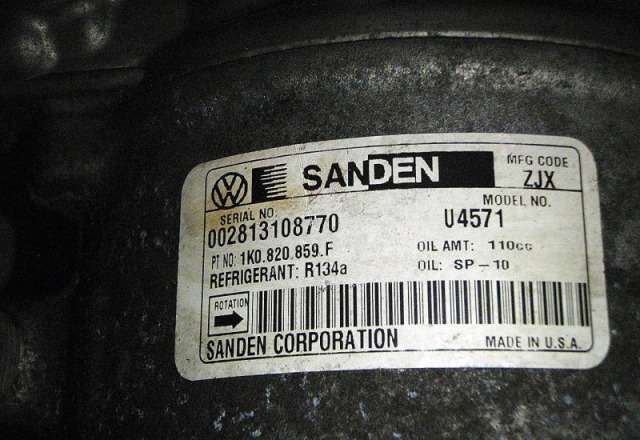 VW SANDEN MFG CODE
ZJX
SERIAL NO. MODEL NO.
002813108770 U4571
PT NO: 1K0.820.859.F OIL AMT: 110cc
REFRIGERANT: R134a OIL: SP-10
ROTATION
SANDEN CORPORATION MADE IN U.S.A.